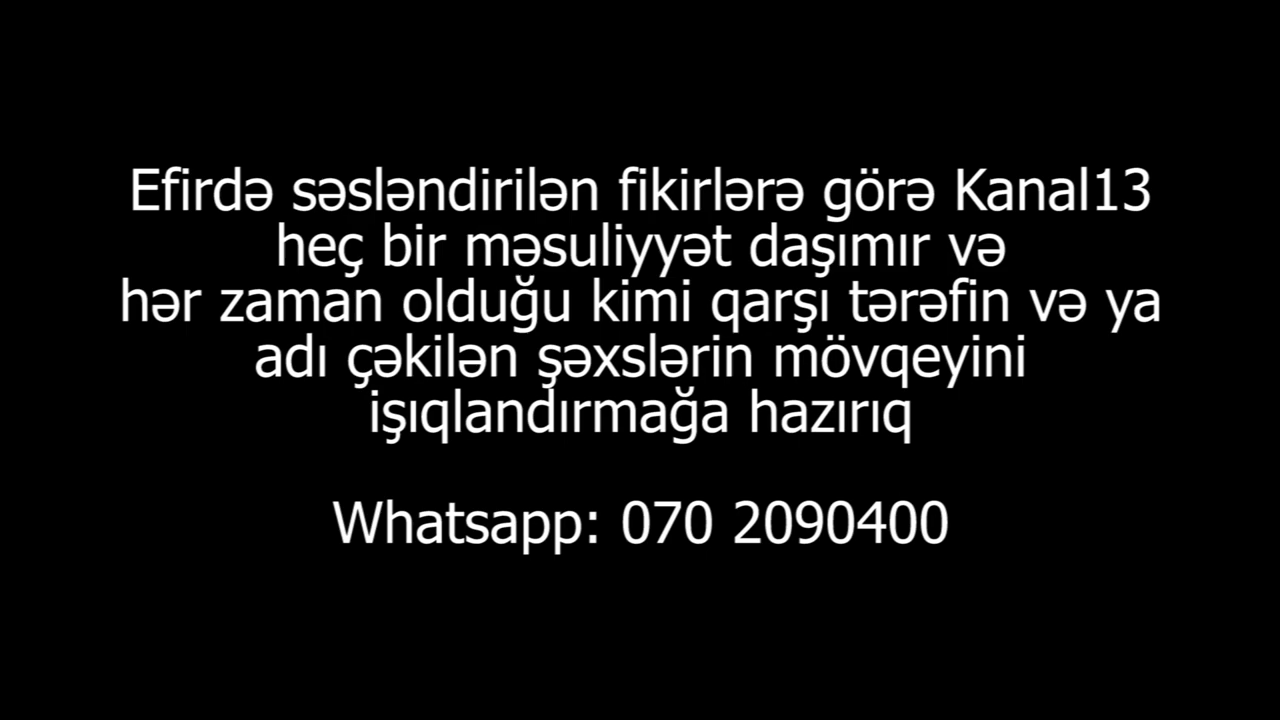 Efirdə səsləndirilən fikirlərə görə Kanal13
heç bir məsuliyyət daşımır və
hər zaman olduğu kimi qarşı tərəfin və ya
adı çəkilən şəxslərin mövqeyini
işıqlandırmağa hazırıq
Whatsapp: 070 2090400